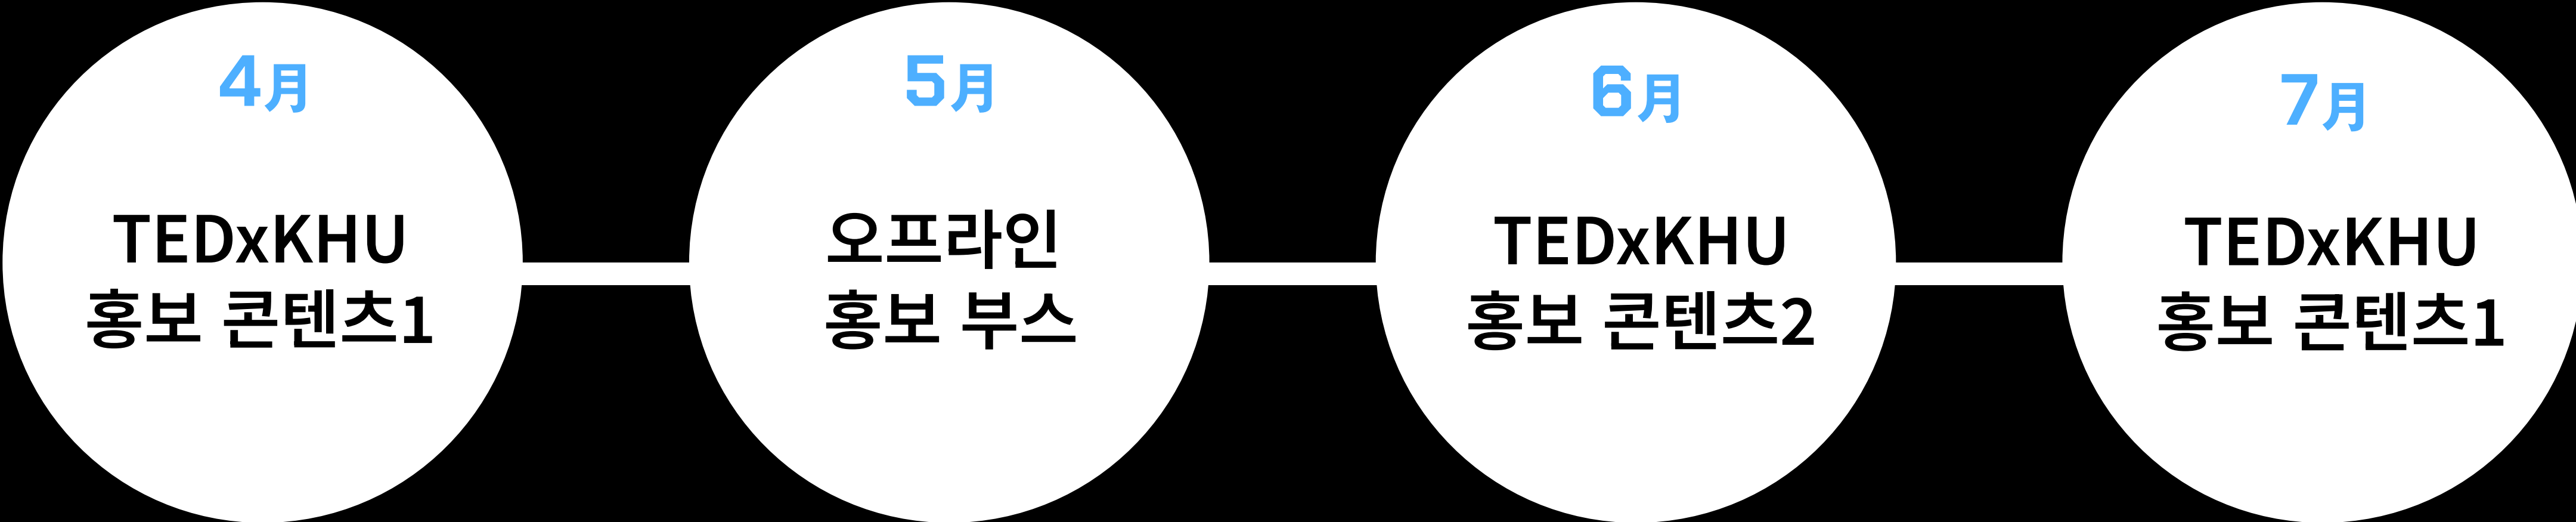 4月
TEDxKHU
홍보 콘텐츠1
5月
오프라인
홍보 부스
6月
TEDxKHU
홍보 콘텐츠2
7月
TEDxKHU
홍보 콘텐츠1